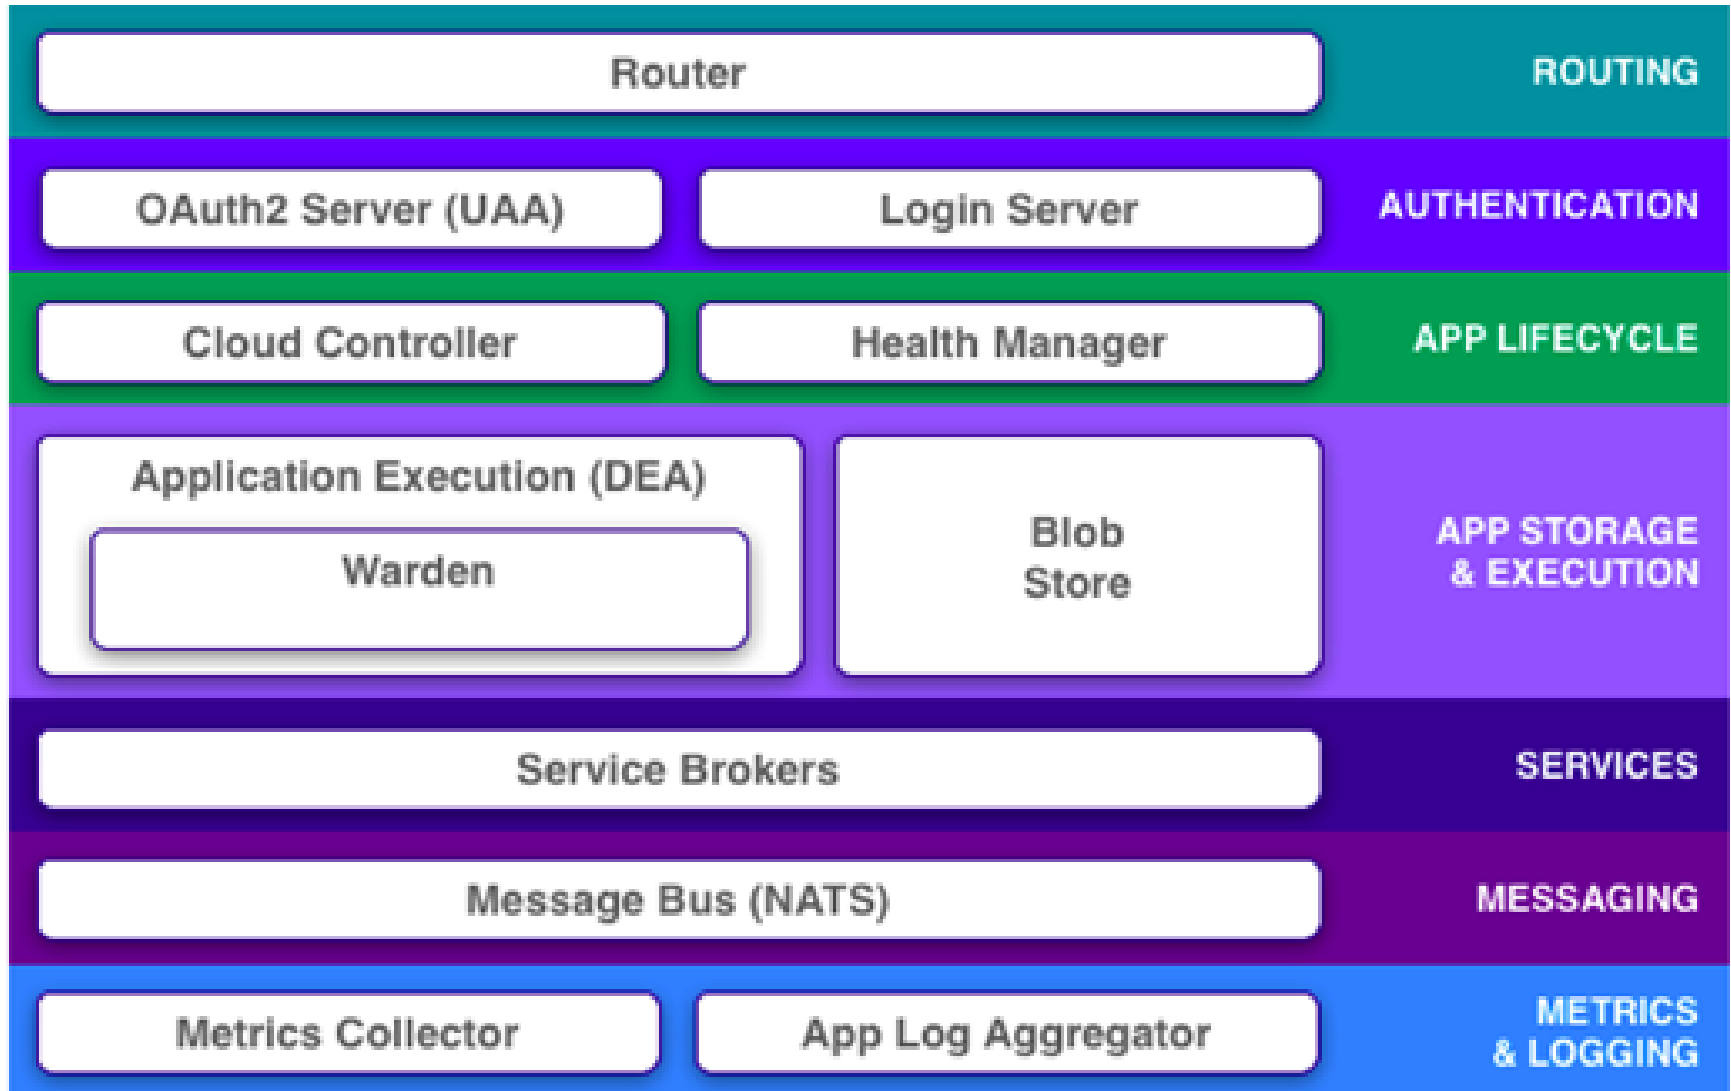 Router
ROUTING
OAuth2 Server (UAA)
Login Server
AUTHENTICATION
Cloud Controller
Health Manager
APP LIFECYCLE
Application Execution (DEA)
Warden
Blob
Store
APP STORAGE
& EXECUTION
Service Brokers
SERVICES
Message Bus (NATS)
MESSAGING
Metrics Collector
App Log Aggregator
METRICS
& LOGGING